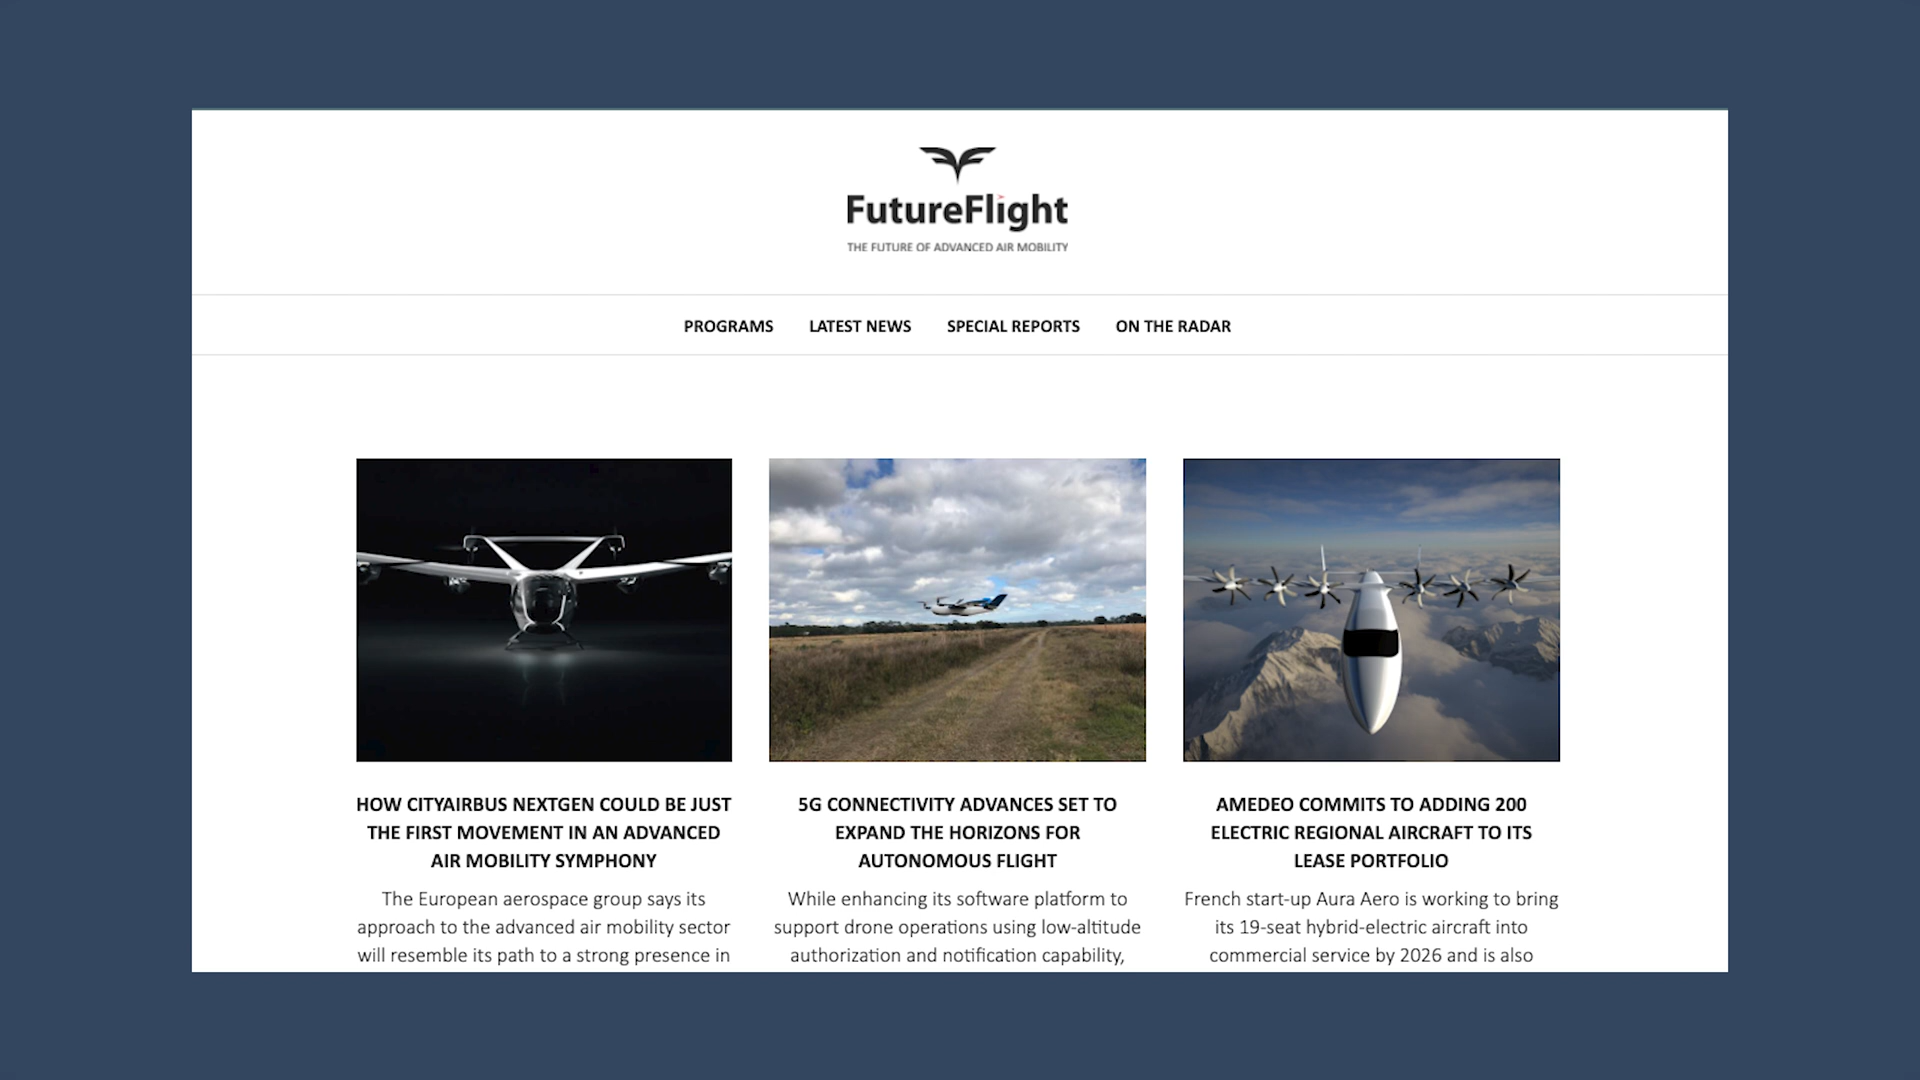 FutureFlight
THE FUTURE OF ADVANCED AIR MOBILITY
PROGRAMS
LATEST NEWS
SPECIAL REPORTS
ON THE RADAR
HOW CITYAIRBUS NEXTGEN COULD BE JUST
THE FIRST MOVEMENT IN AN ADVANCED
AIR MOBILITY SYMPHONY
The European aerospace group says its
approach to the advanced air mobility sector
will resemble its path to a strong presence in
5G CONNECTIVITY ADVANCES SET TO
EXPAND THE HORIZONS FOR
AUTONOMOUS FLIGHT
While enhancing its software platform to
support drone operations using low-altitude
authorization and notification capability,
AMEDEO COMMITS TO ADDING 200
ELECTRIC REGIONAL AIRCRAFT TO ITS
LEASE PORTFOLIO
French start-up Aura Aero is working to bring
its 19-seat hybrid-electric aircraft into
commercial service by 2026 and is also